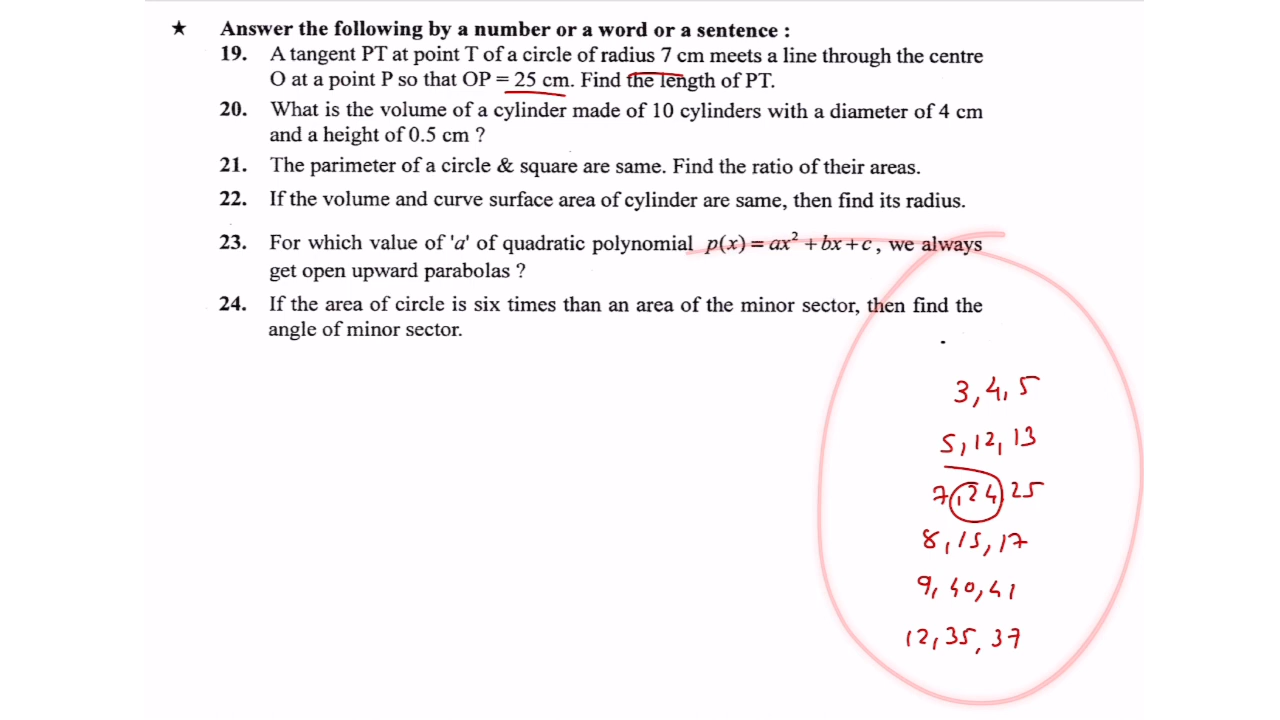 ★ Answer the following by a number or a word or a sentence :
19. A tangent PT at point T of a circle of radius 7 cm meets a line through the centre
O at a point P so that OP = 25 cm. Find the length of PT.
20. What is the volume of a cylinder made of 10 cylinders with a diameter of 4 cm
and a height of 0.5 cm ?
21. The parimeter of a circle & square are same. Find the ratio of their areas.
22. If the volume and curve surface area of cylinder are same, then find its radius.
23. For which value of 'a' of quadratic polynomial p(x) = ax² + bx + c, we always
get open upward parabolas ?
24. If the area of circle is six times than an area of the minor sector, then find the
angle of minor sector.
3, 4, 5
5, 12, 13
7, 24, 25
8, 15, 17
9, 40, 41
12, 35, 37